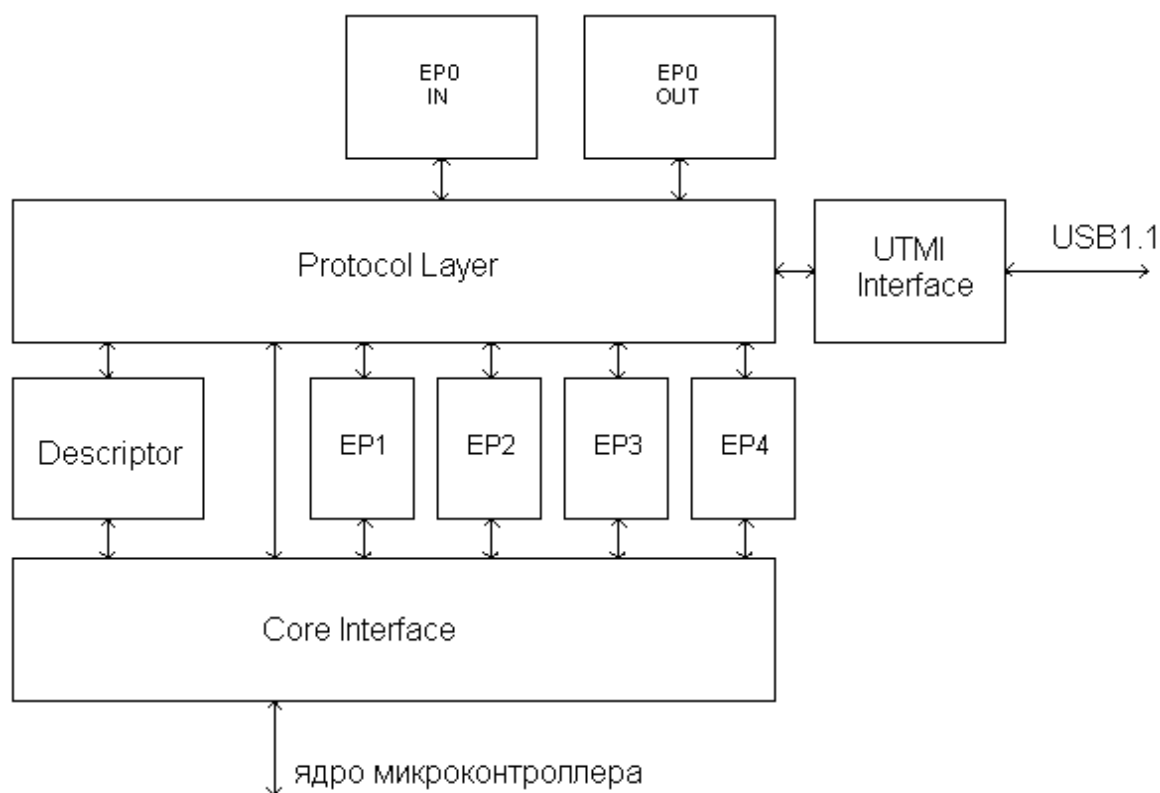 EP0
IN
EP0
OUT
Protocol Layer
UTMI
Interface
USB1.1
Descriptor
EP1
EP2
EP3
EP4
Core Interface
ядро микроконтроллера